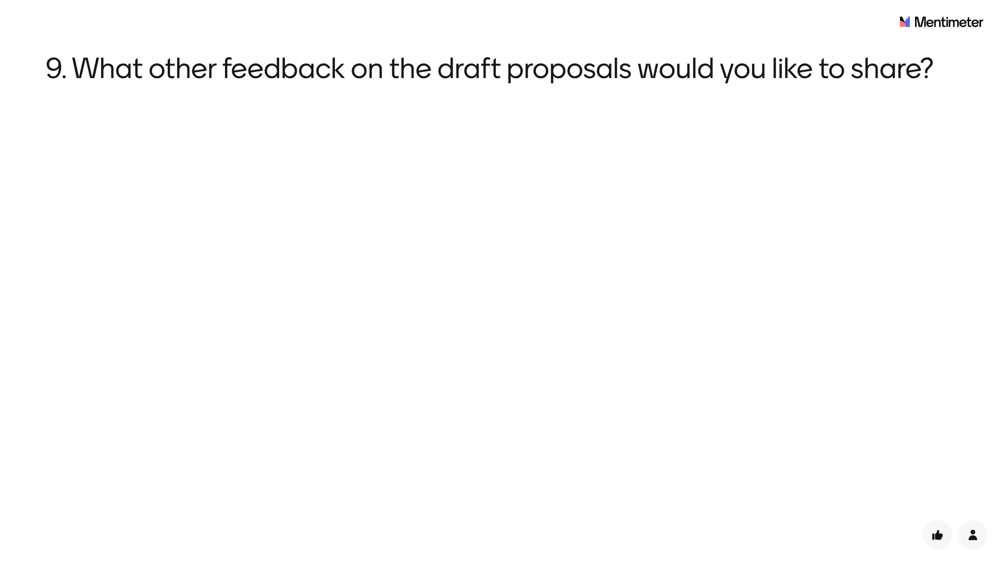 Mentimeter
9. What other feedback on the draft proposals would you like to share?